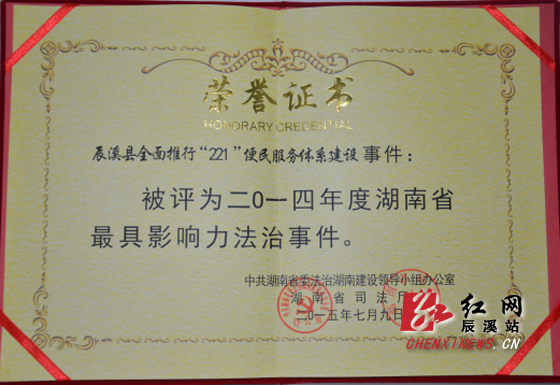 荣誉证书
HONORARY CREDENTIAL
辰溪县全面推行“221”便民服务体系建设事件：
被评为二0一四年度湖南省
最具影响力法治事件。
中共湖南省委法治湖南建设领导小组办公室
湖南省司法厅
二0一五年七月九日
红网
辰溪站
CHENXINEWS.CN